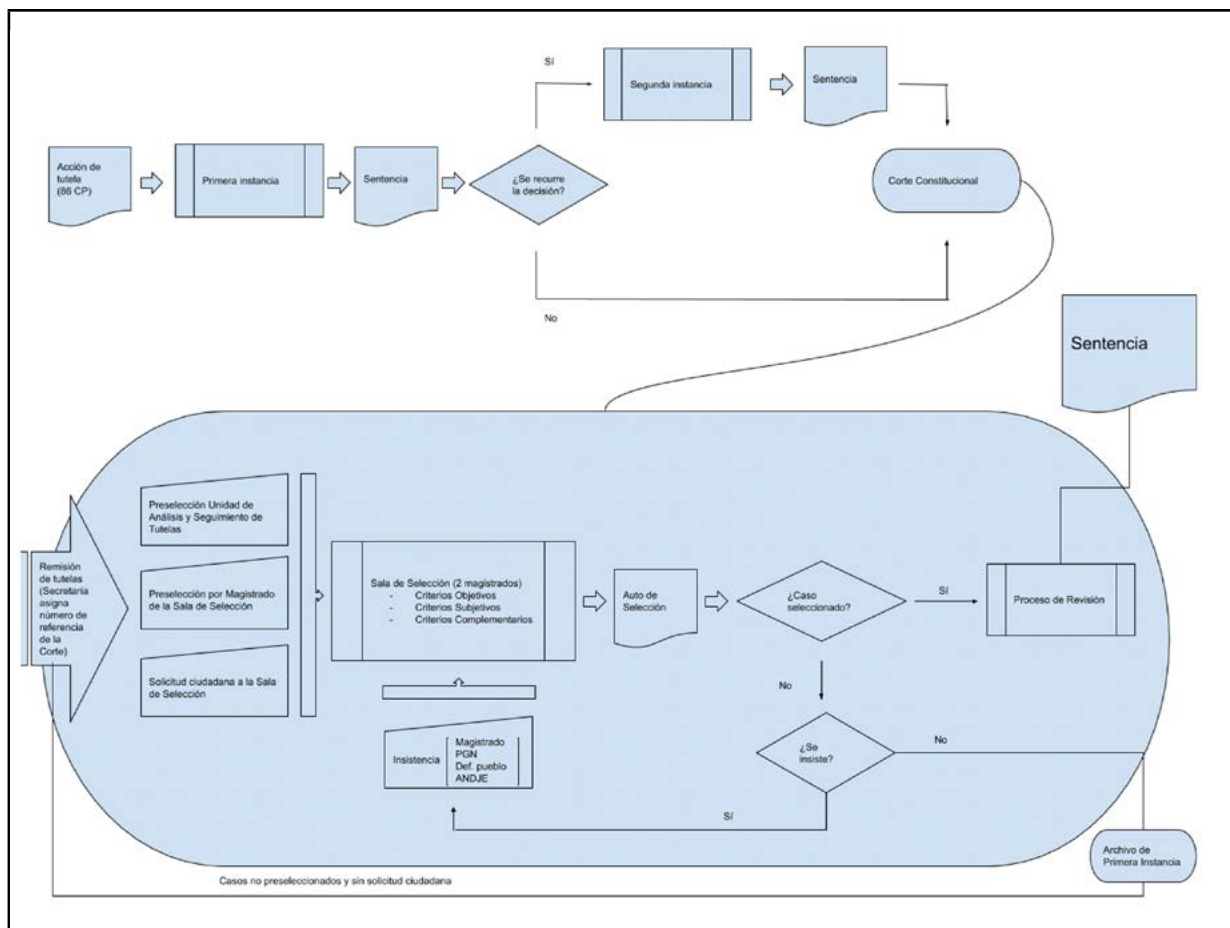 Sí
Segunda instancia
Sentencia
Acción de
tutela
(86 CP)
Primera instancia
Sentencia
¿Se recurre
la decisión?
Corte Constitucional
No
Sentencia
Remisión
de tutelas
(Secretaría
asigna
número de
referencia
de la
Corte)
Preselección Unidad de
Análisis y Seguimiento de
Tutelas
Preselección por Magistrado
de la Sala de Selección
Solicitud ciudadana a la Sala
de Selección
Sala de Selección (2 magistrados)
- Criterios Objetivos
- Criterios Subjetivos
- Criterios Complementarios
Auto de
Selección
¿Caso
seleccionado?
Sí
Proceso de Revisión
No
Insistencia
Magistrado
PGN
Def. pueblo
ANDJE
¿Se
insiste?
No
Sí
Archivo de
Primera Instancia
Casos no preseleccionados y sin solicitud ciudadana